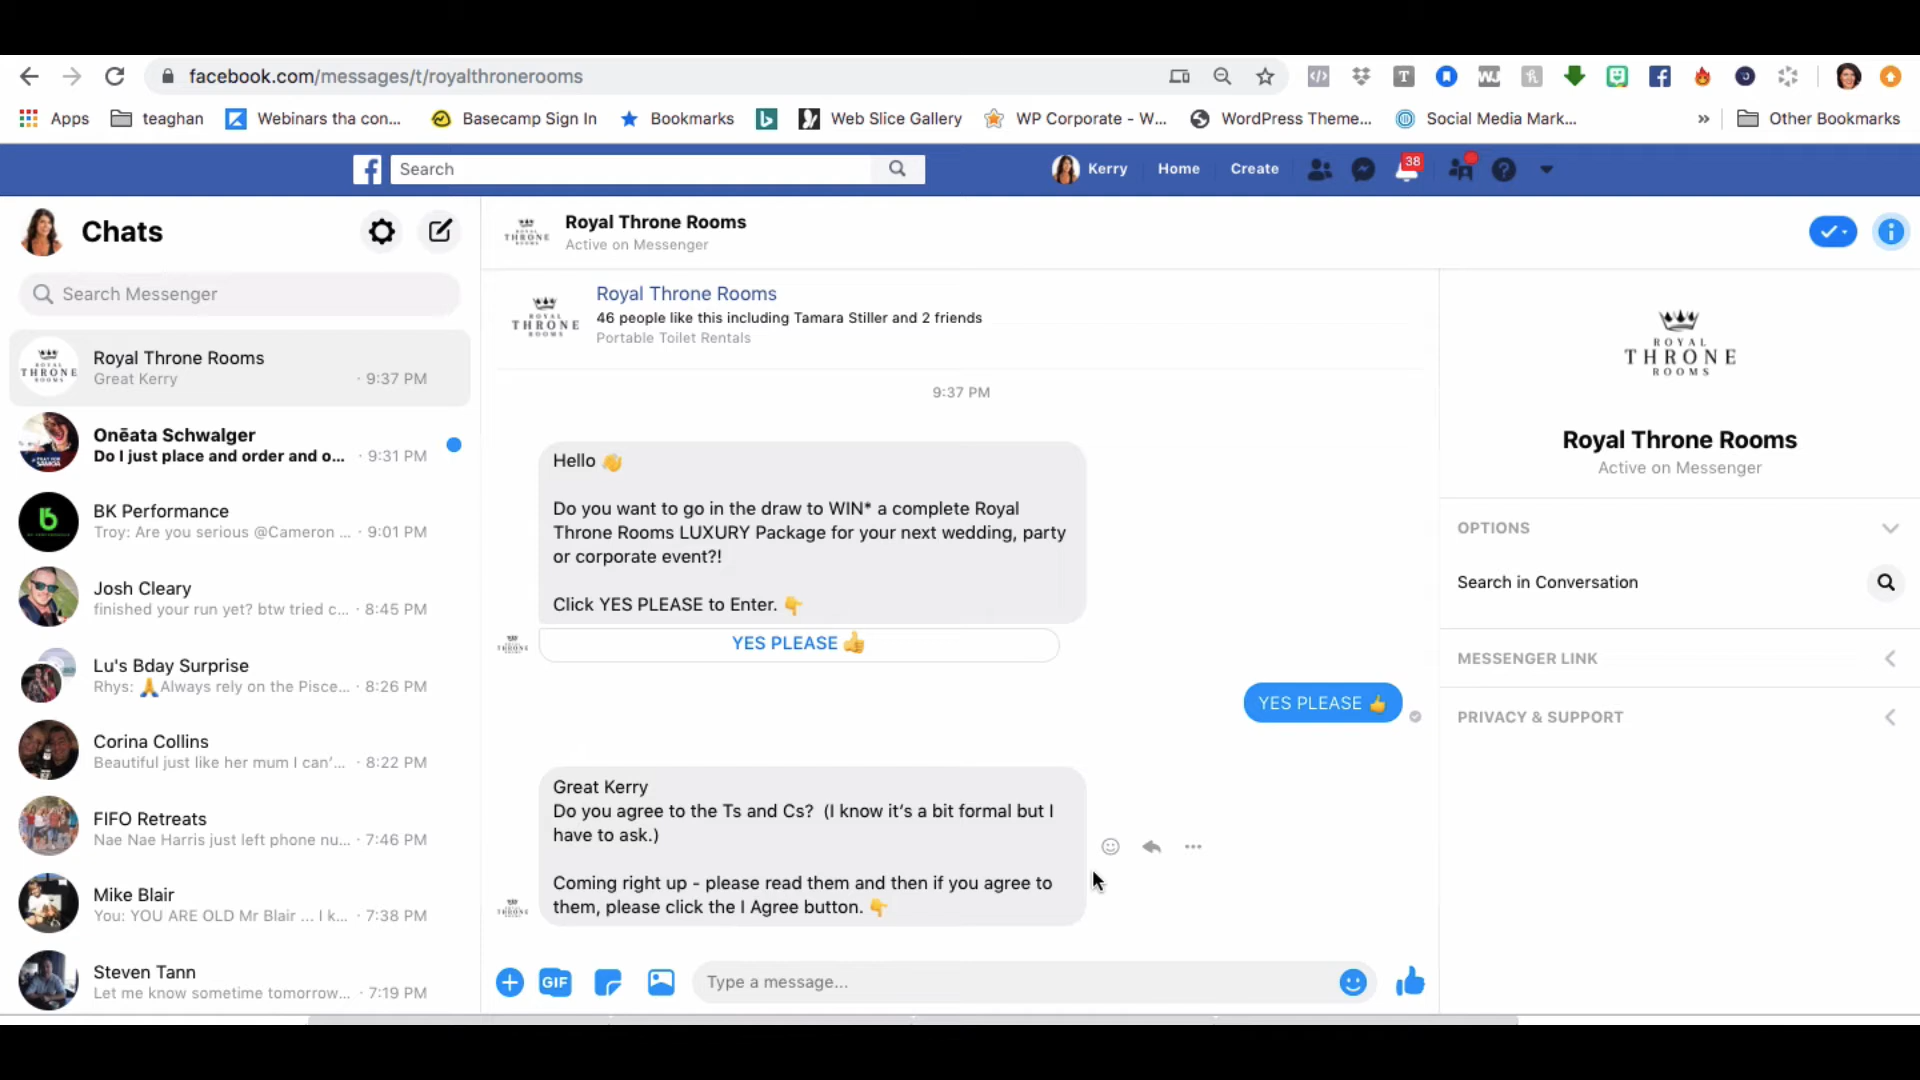 facebook.com/messages/t/royalthronerooms
Apps
teaghan
Webinars tha con...
Basecamp Sign In
Bookmarks
Web Slice Gallery
WP Corporate - W...
WordPress Theme...
Social Media Mark...
»
Other Bookmarks
Search
Kerry
Home
Create
38
Chats
Search Messenger
Royal Throne Rooms
Great Kerry · 9:37 PM
Onēata Schwalger
Do I just place and order and o... · 9:31 PM
BK Performance
Troy: Are you serious @Cameron ... · 9:01 PM
Josh Cleary
finished your run yet? btw tried c... · 8:45 PM
Lu's Bday Surprise
Rhys: 🙏Always rely on the Pisce... · 8:26 PM
Corina Collins
Beautiful just like her mum I can'... · 8:22 PM
FIFO Retreats
Nae Nae Harris just left phone nu... · 7:46 PM
Mike Blair
You: YOU ARE OLD Mr Blair ... I k... · 7:38 PM
Steven Tann
Let me know sometime tomorrow... · 7:19 PM
Royal Throne Rooms
Active on Messenger
Royal Throne Rooms
46 people like this including Tamara Stiller and 2 friends
Portable Toilet Rentals
9:37 PM
Hello 👋
Do you want to go in the draw to WIN* a complete Royal
Throne Rooms LUXURY Package for your next wedding, party
or corporate event?!
Click YES PLEASE to Enter. 👇
YES PLEASE 👍
YES PLEASE 👍
Great Kerry
Do you agree to the Ts and Cs? (I know it's a bit formal but I
have to ask.)
Coming right up - please read them and then if you agree to
them, please click the I Agree button. 👇
GIF
Type a message...
ROYAL
THRONE
ROOMS
Royal Throne Rooms
Active on Messenger
OPTIONS
Search in Conversation
MESSENGER LINK
PRIVACY & SUPPORT